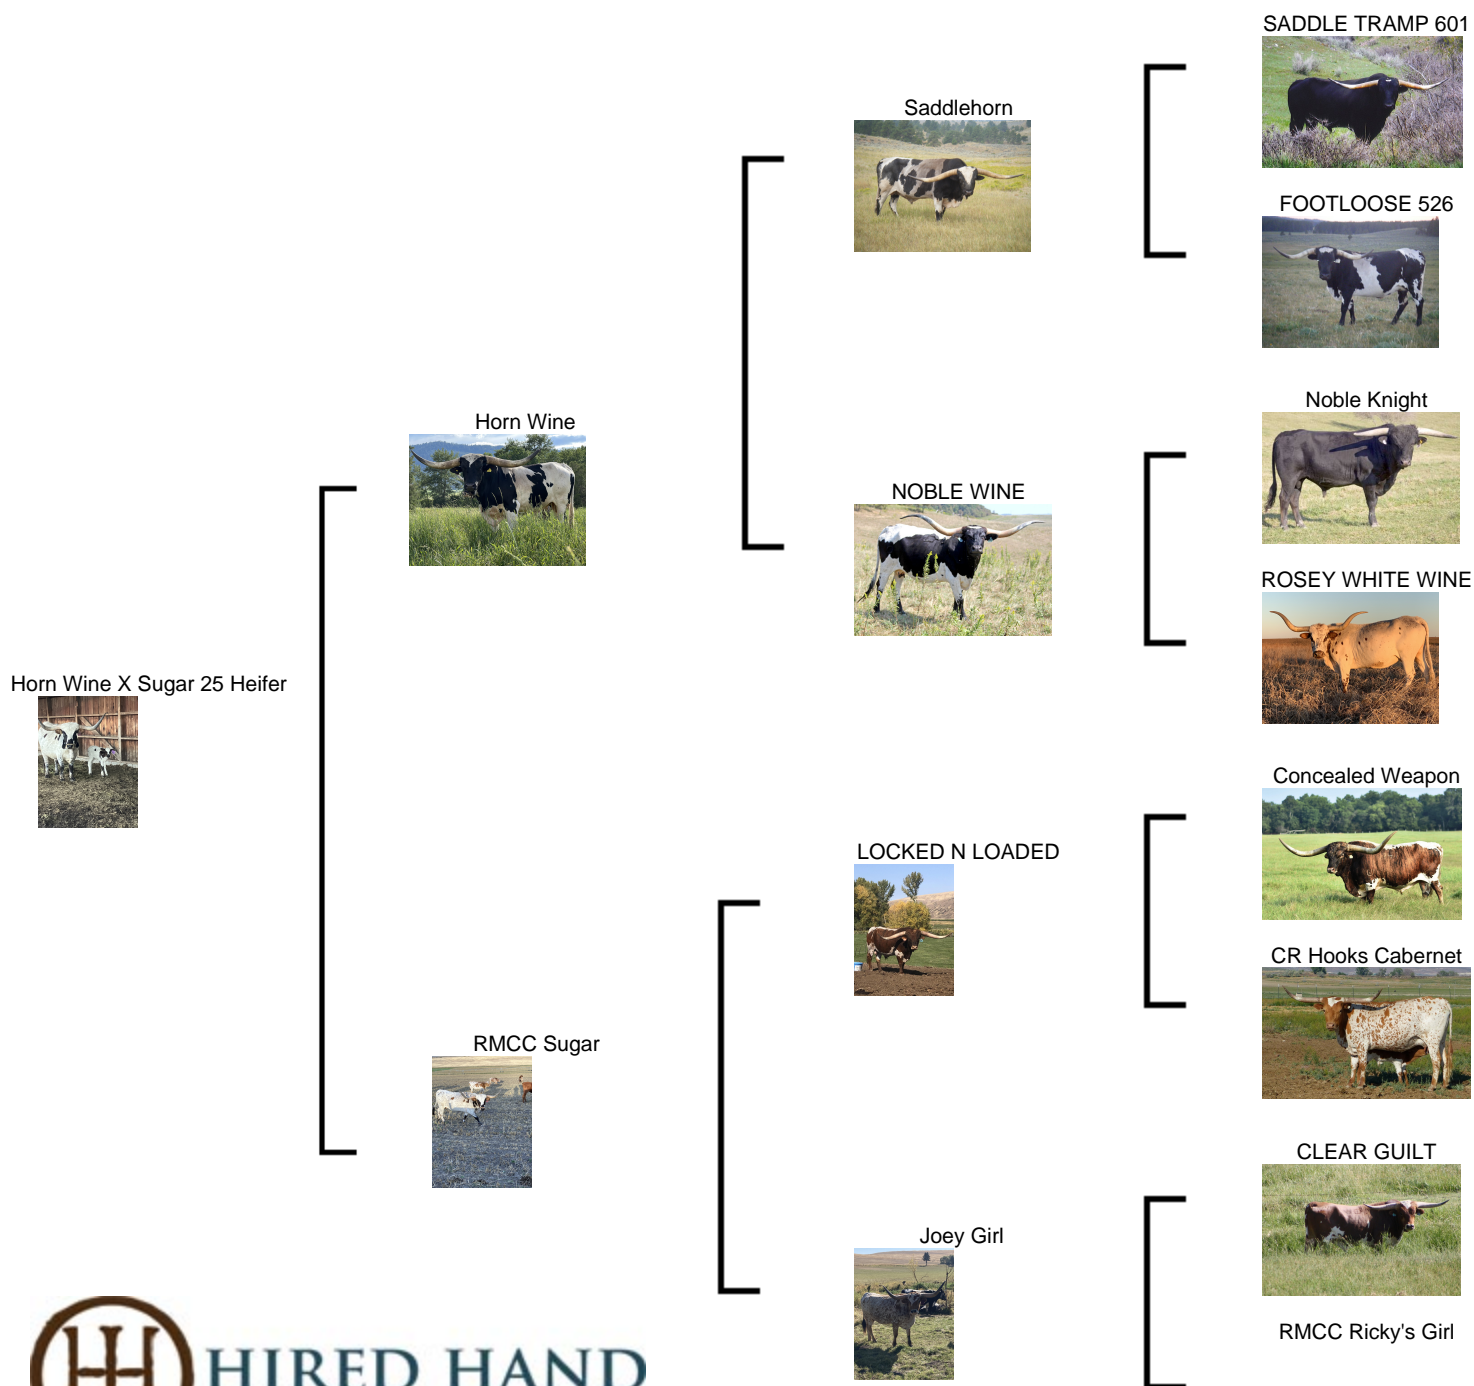 SADDLE TRAMP 601
Saddlehorn
FOOTLOOSE 526
Noble Knight
Horn Wine
NOBLE WINE
ROSEY WHITE WINE
Horn Wine X Sugar 25 Heifer
Concealed Weapon
LOCKED N LOADED
CR Hooks Cabernet
RMCC Sugar
CLEAR GUILT
Joey Girl
RMCC Ricky's Girl
HIRED HAND